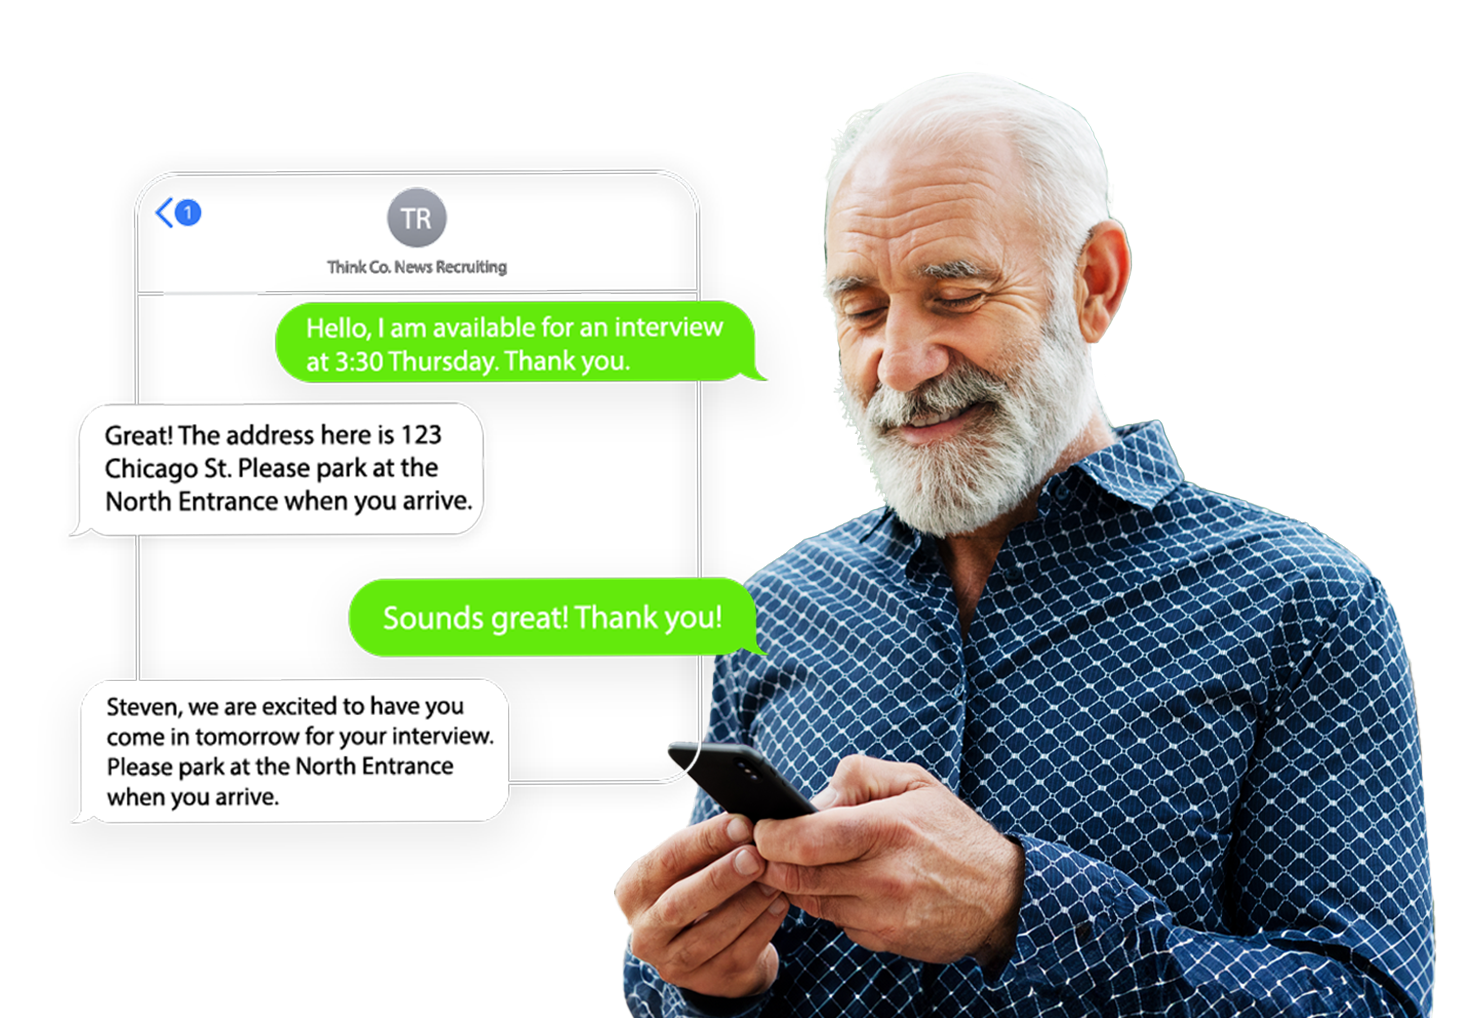 1
TR
Think Co. News Recruiting
Hello, I am available for an interview
at 3:30 Thursday. Thank you.
Great! The address here is 123
Chicago St. Please park at the
North Entrance when you arrive.
Sounds great! Thank you!
Steven, we are excited to have you
come in tomorrow for your interview.
Please park at the North Entrance
when you arrive.